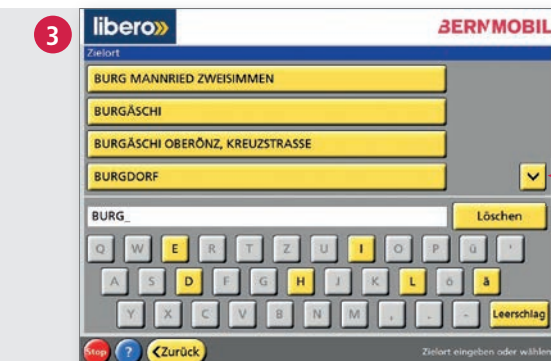 3
libero»
BERNMOBIL
Zielort
BURG MANNRIED ZWEISIMMEN
BURGÄSCHI
BURGÄSCHI OBERÖNZ, KREUZSTRASSE
BURGDORF
BURG_
Löschen
Q W E R T Z U I O P Ü '
A S D F G H J K L Ö Ä
Y X C V B N M , . - Leerschlag
Stop ? <Zurück
Zielort eingeben oder wählen